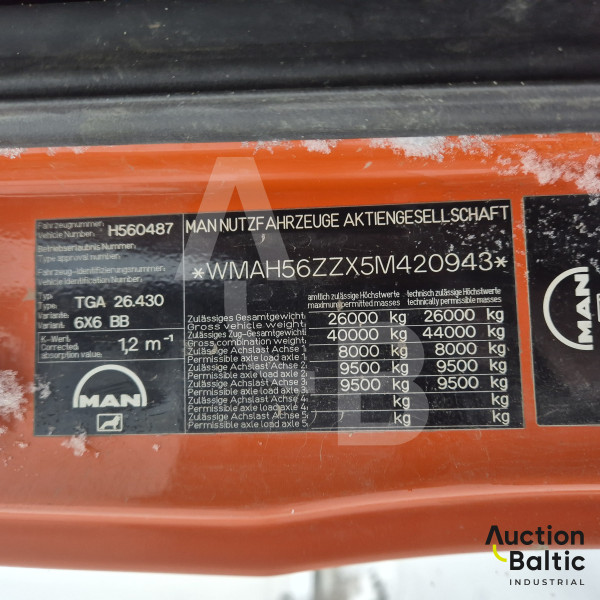 Fahrzeugnummer
Vehicle Number. H560487
Betriebserlaubnis-Nummern
Type approval number.
Fahrzeug-Identifizierungsnummern
Vehicle Identification Number.
Typ
Type. TGA 26.430
Variante
Variant. 6X6 BB
K-Wert
Corrected 1,2 m⁻¹
absorption value.
MAN
MAN NUTZFAHRZEUGE AKTIENGESELLSCHAFT
*WMAH56ZZX5M420943*
amtlich zulässige Höchstwerte technisch zulässige Höchstwerte
maximum permitted masses technically permissible masses
Zulässiges Gesamtgewicht
Gross vehicle weight. 26000 kg 26000 kg
Zulässiges Zug-Gesamtgewicht
Gross combination weight. 40000 kg 44000 kg
Zulässige Achslast Achse 1
Permissible axle load axle 1. 8000 kg 8000 kg
Zulässige Achslast Achse 2
Permissible axle load axle 2. 9500 kg 9500 kg
Zulässige Achslast Achse 3
Permissible axle load axle 3. 9500 kg 9500 kg
Zulässige Achslast Achse 4
Permissible axle load axle 4. kg kg
Zulässige Achslast Achse 5
Permissible axle load axle 5. kg kg
MAN
A
B
Auction
Baltic
INDUSTRIAL